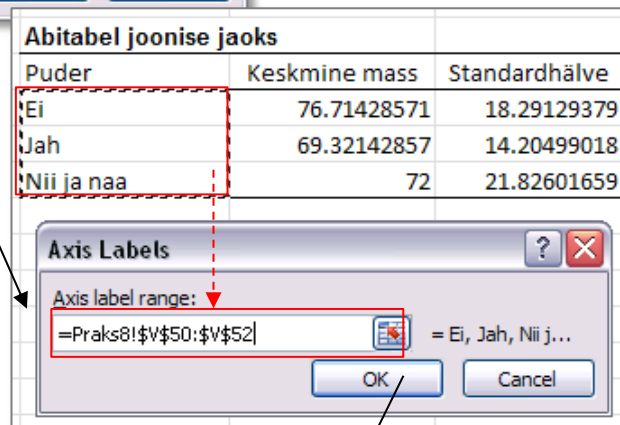 Abitabel joonise jaoks
Puder Keskmine mass Standardhälve
Ei 76.71428571 18.29129379
Jah 69.32142857 14.20499018
Nii ja naa 72 21.82601659
Axis Labels ?
Axis label range:
=Praks8!$V$50:$V$52 = Ei, Jah, Nii j...
OK Cancel